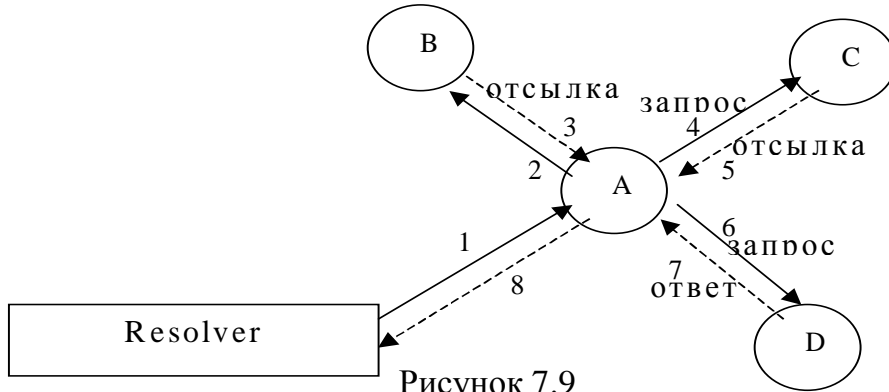 B
C
отсылка
запрос
3
4
отсылка
5
2
A
6
запрос
1
7
8
ответ
Resolver
D
Рисунок 7.9